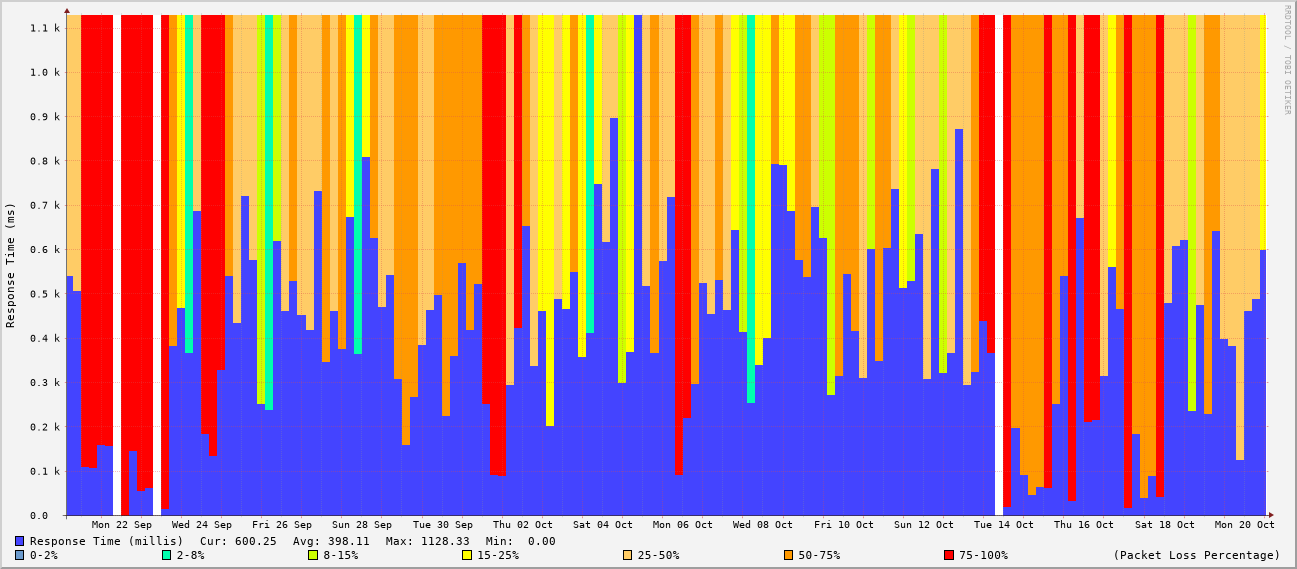 RRDTOOL / TOBI OETIKER
Response Time (ms)
1.1 k
1.0 k
0.9 k
0.8 k
0.7 k
0.6 k
0.5 k
0.4 k
0.3 k
0.2 k
0.1 k
0.0
Mon 22 Sep Wed 24 Sep Fri 26 Sep Sun 28 Sep Tue 30 Sep Thu 02 Oct Sat 04 Oct Mon 06 Oct Wed 08 Oct Fri 10 Oct Sun 12 Oct Tue 14 Oct Thu 16 Oct Sat 18 Oct Mon 20 Oct
Response Time (millis) Cur: 600.25 Avg: 398.11 Max: 1128.33 Min: 0.00
0-2% 2-8% 8-15% 15-25% 25-50% 50-75% 75-100% (Packet Loss Percentage)